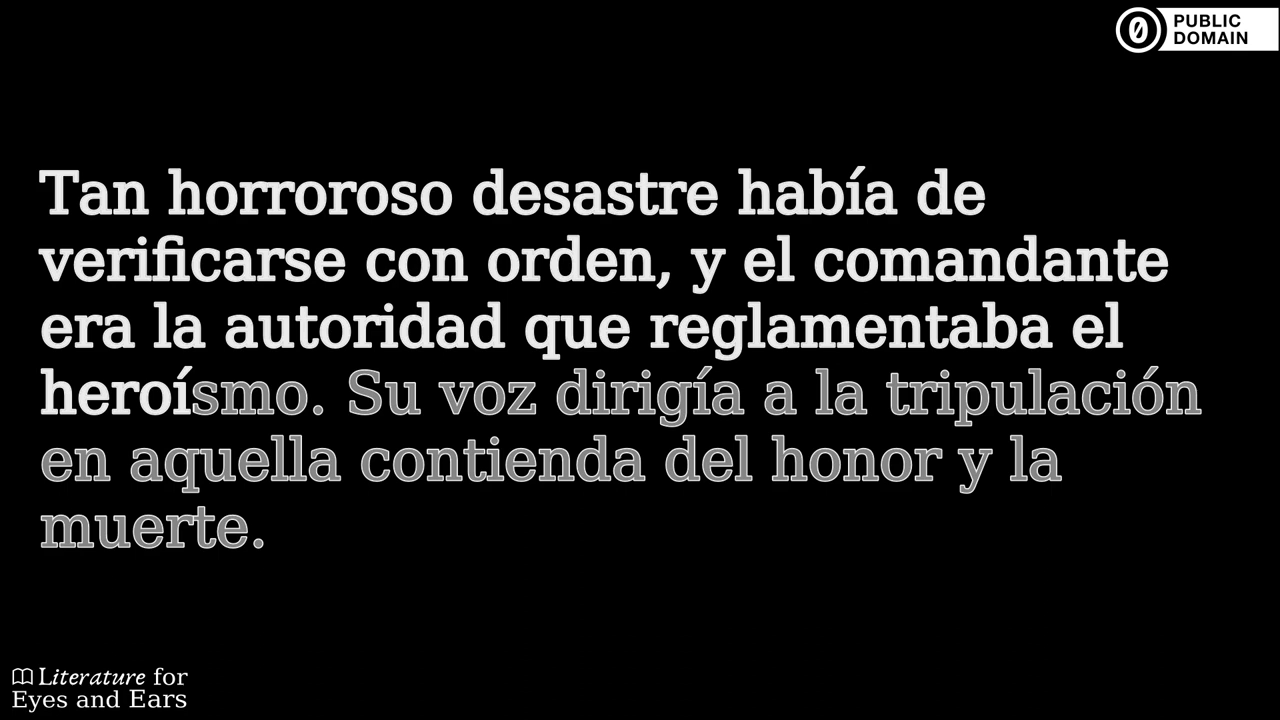 PUBLIC
DOMAIN
Tan horroroso desastre había de
verificarse con orden, y el comandante
era la autoridad que reglamentaba el
heroísmo. Su voz dirigía a la tripulación
en aquella contienda del honor y la
muerte.
Literature for
Eyes and Ears